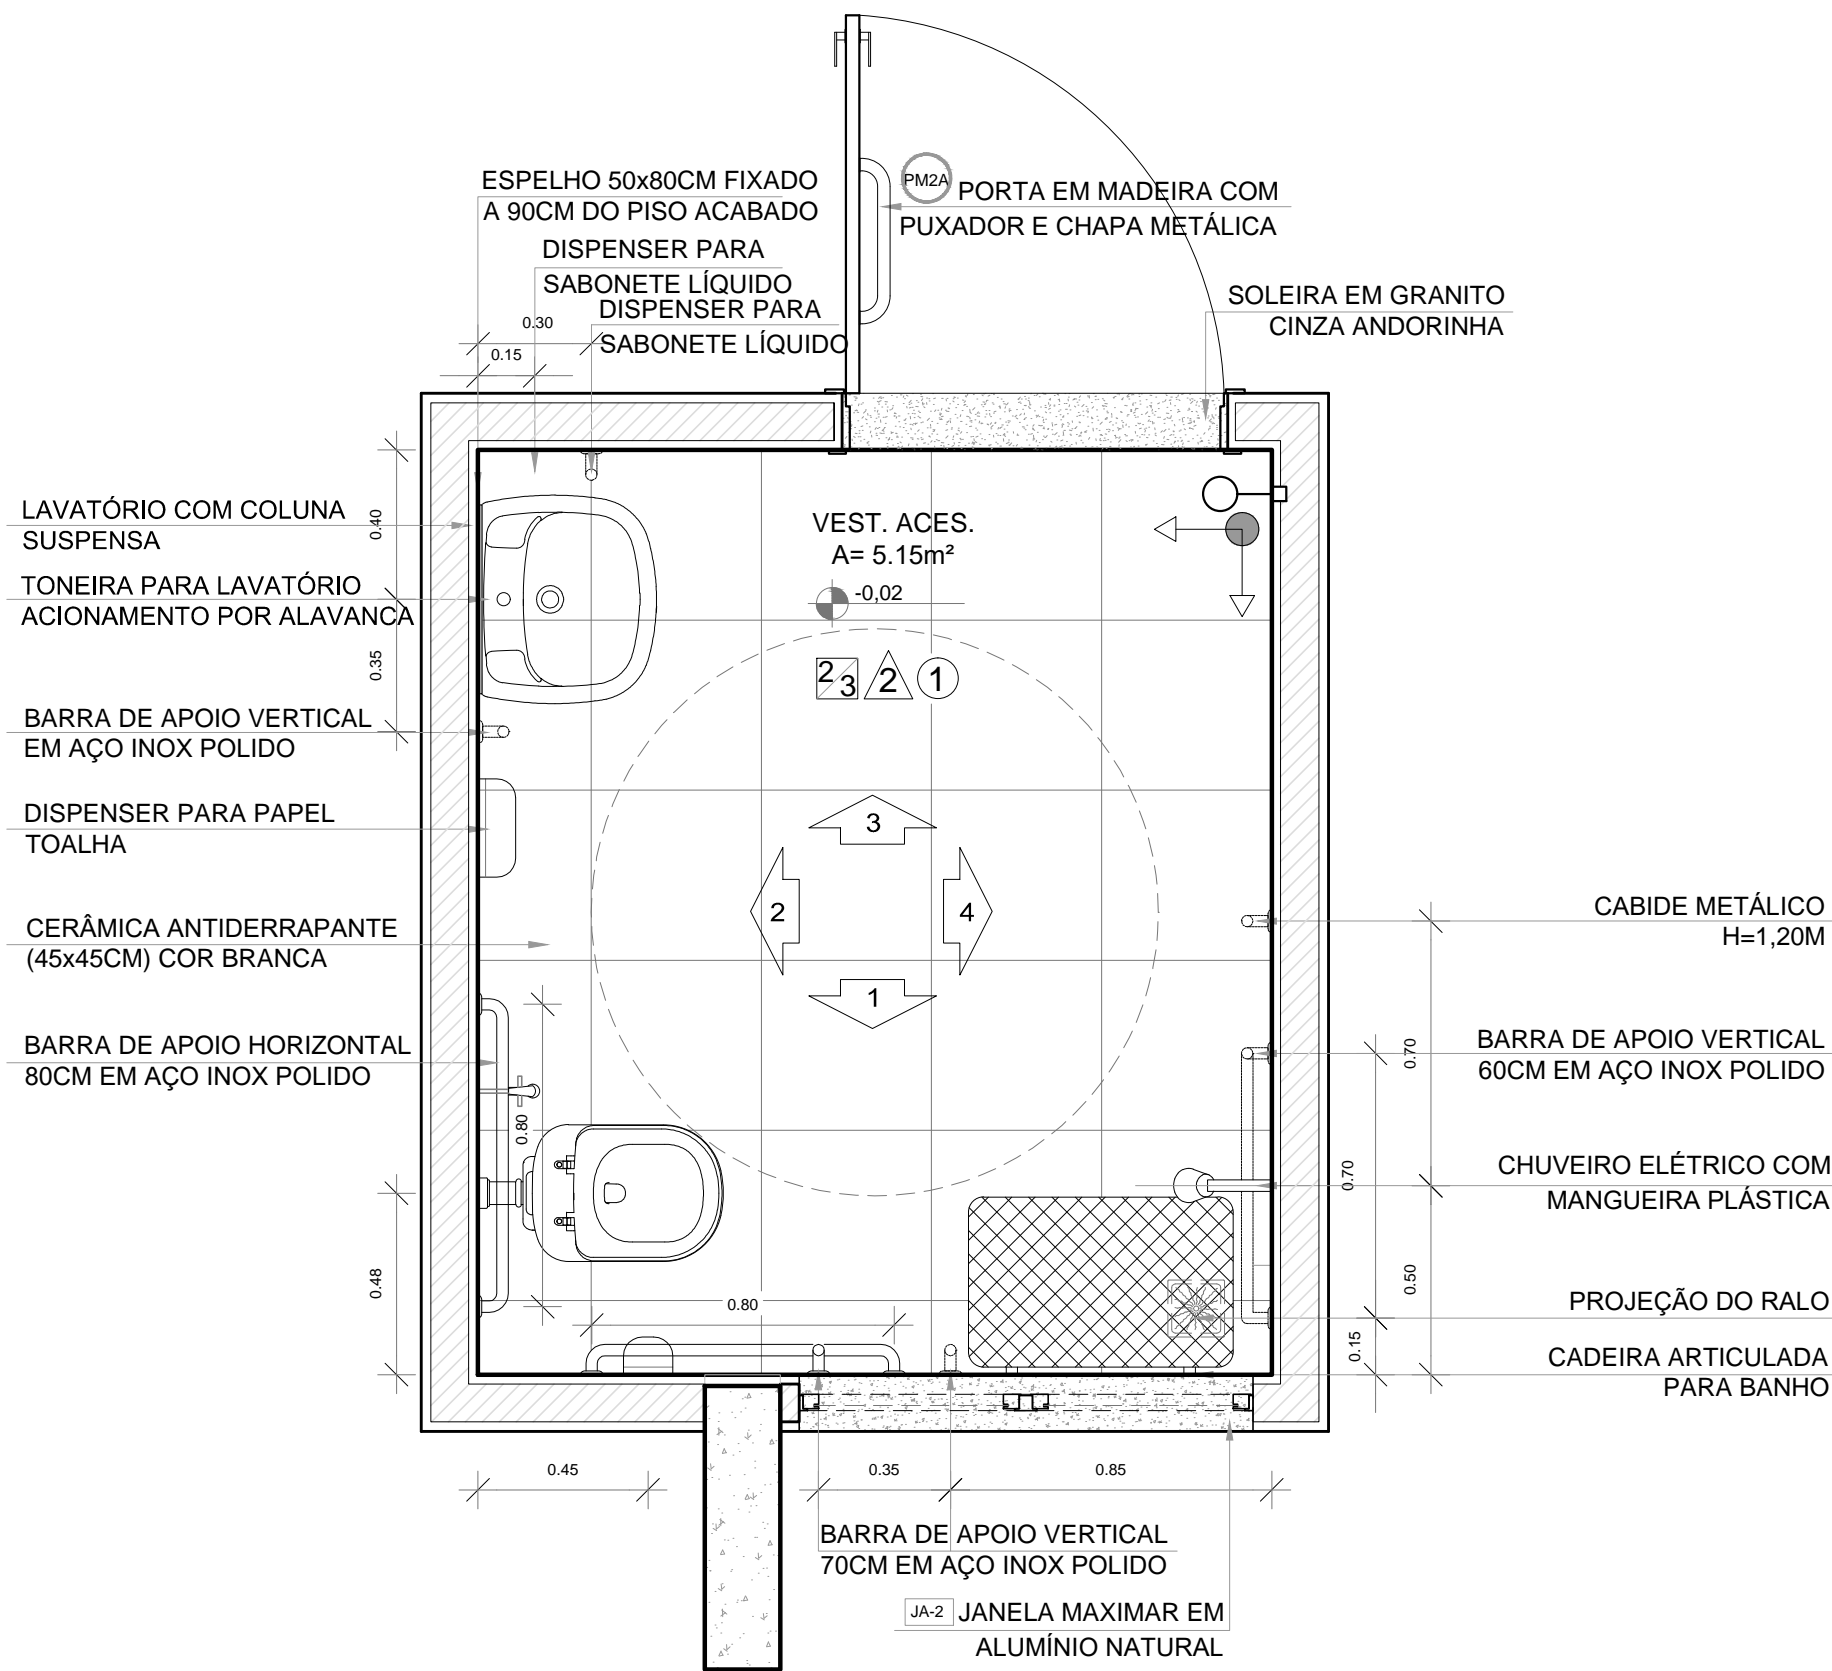 ESPELHO 50x80CM FIXADO
A 90CM DO PISO ACABADO
DISPENSER PARA
SABONETE LÍQUIDO
DISPENSER PARA
SABONETE LÍQUIDO
0.30
0.15
PM2A
PORTA EM MADEIRA COM
PUXADOR E CHAPA METÁLICA
SOLEIRA EM GRANITO
CINZA ANDORINHA
LAVATÓRIO COM COLUNA
SUSPENSA
TONEIRA PARA LAVATÓRIO
ACIONAMENTO POR ALAVANCA
BARRA DE APOIO VERTICAL
EM AÇO INOX POLIDO
DISPENSER PARA PAPEL
TOALHA
CERÂMICA ANTIDERRAPANTE
(45x45CM) COR BRANCA
BARRA DE APOIO HORIZONTAL
80CM EM AÇO INOX POLIDO
0.40
0.35
0.48
VEST. ACES.
A= 5.15m²
-0,02
2 3
2
1
3
2
4
1
0.80
0.80
CABIDE METÁLICO
H=1,20M
BARRA DE APOIO VERTICAL
60CM EM AÇO INOX POLIDO
CHUVEIRO ELÉTRICO COM
MANGUEIRA PLÁSTICA
PROJEÇÃO DO RALO
CADEIRA ARTICULADA
PARA BANHO
0.70
0.70
0.50
0.15
0.45
0.35
0.85
BARRA DE APOIO VERTICAL
70CM EM AÇO INOX POLIDO
JA-2
JANELA MAXIMAR EM
ALUMÍNIO NATURAL